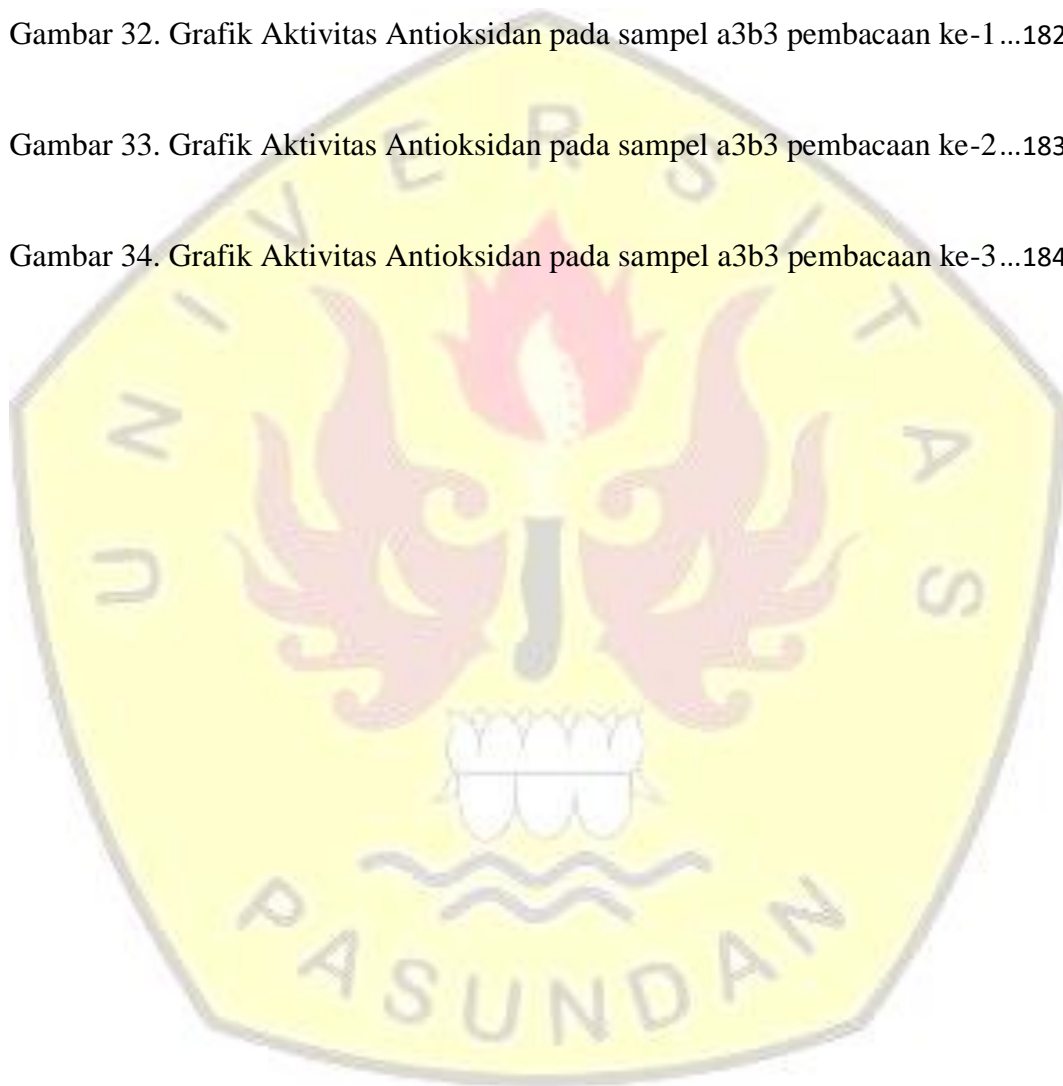 Gambar 32. Grafik Aktivitas Antioksidan pada sampel a3b3 pembacaan ke-1...182
Gambar 33. Grafik Aktivitas Antioksidan pada sampel a3b3 pembacaan ke-2...183
Gambar 34. Grafik Aktivitas Antioksidan pada sampel a3b3 pembacaan ke-3...184
UNIVERSITAS
PASUNDAN